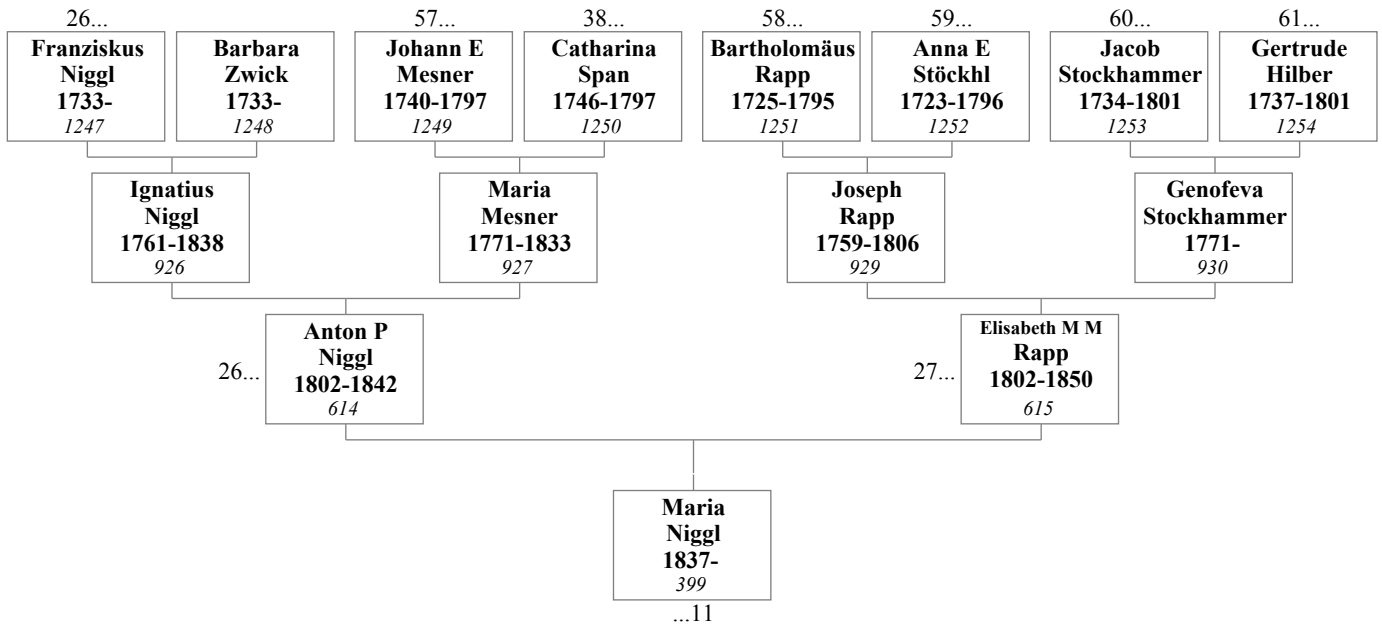 26...
57...
38...
58...
59...
60...
61...
Franziskus
Niggl
1733-
1247
Barbara
Zwick
1733-
1248
Johann E
Mesner
1740-1797
1249
Catharina
Span
1746-1797
1250
Bartholomäus
Rapp
1725-1795
1251
Anna E
Stöckhl
1723-1796
1252
Jacob
Stockhammer
1734-1801
1253
Gertrude
Hilber
1737-1801
1254
Ignatius
Niggl
1761-1838
926
Maria
Mesner
1771-1833
927
Joseph
Rapp
1759-1806
929
Genofeva
Stockhammer
1771-
930
26...
Anton P
Niggl
1802-1842
614
27...
Elisabeth M M
Rapp
1802-1850
615
Maria
Niggl
1837-
399
...11